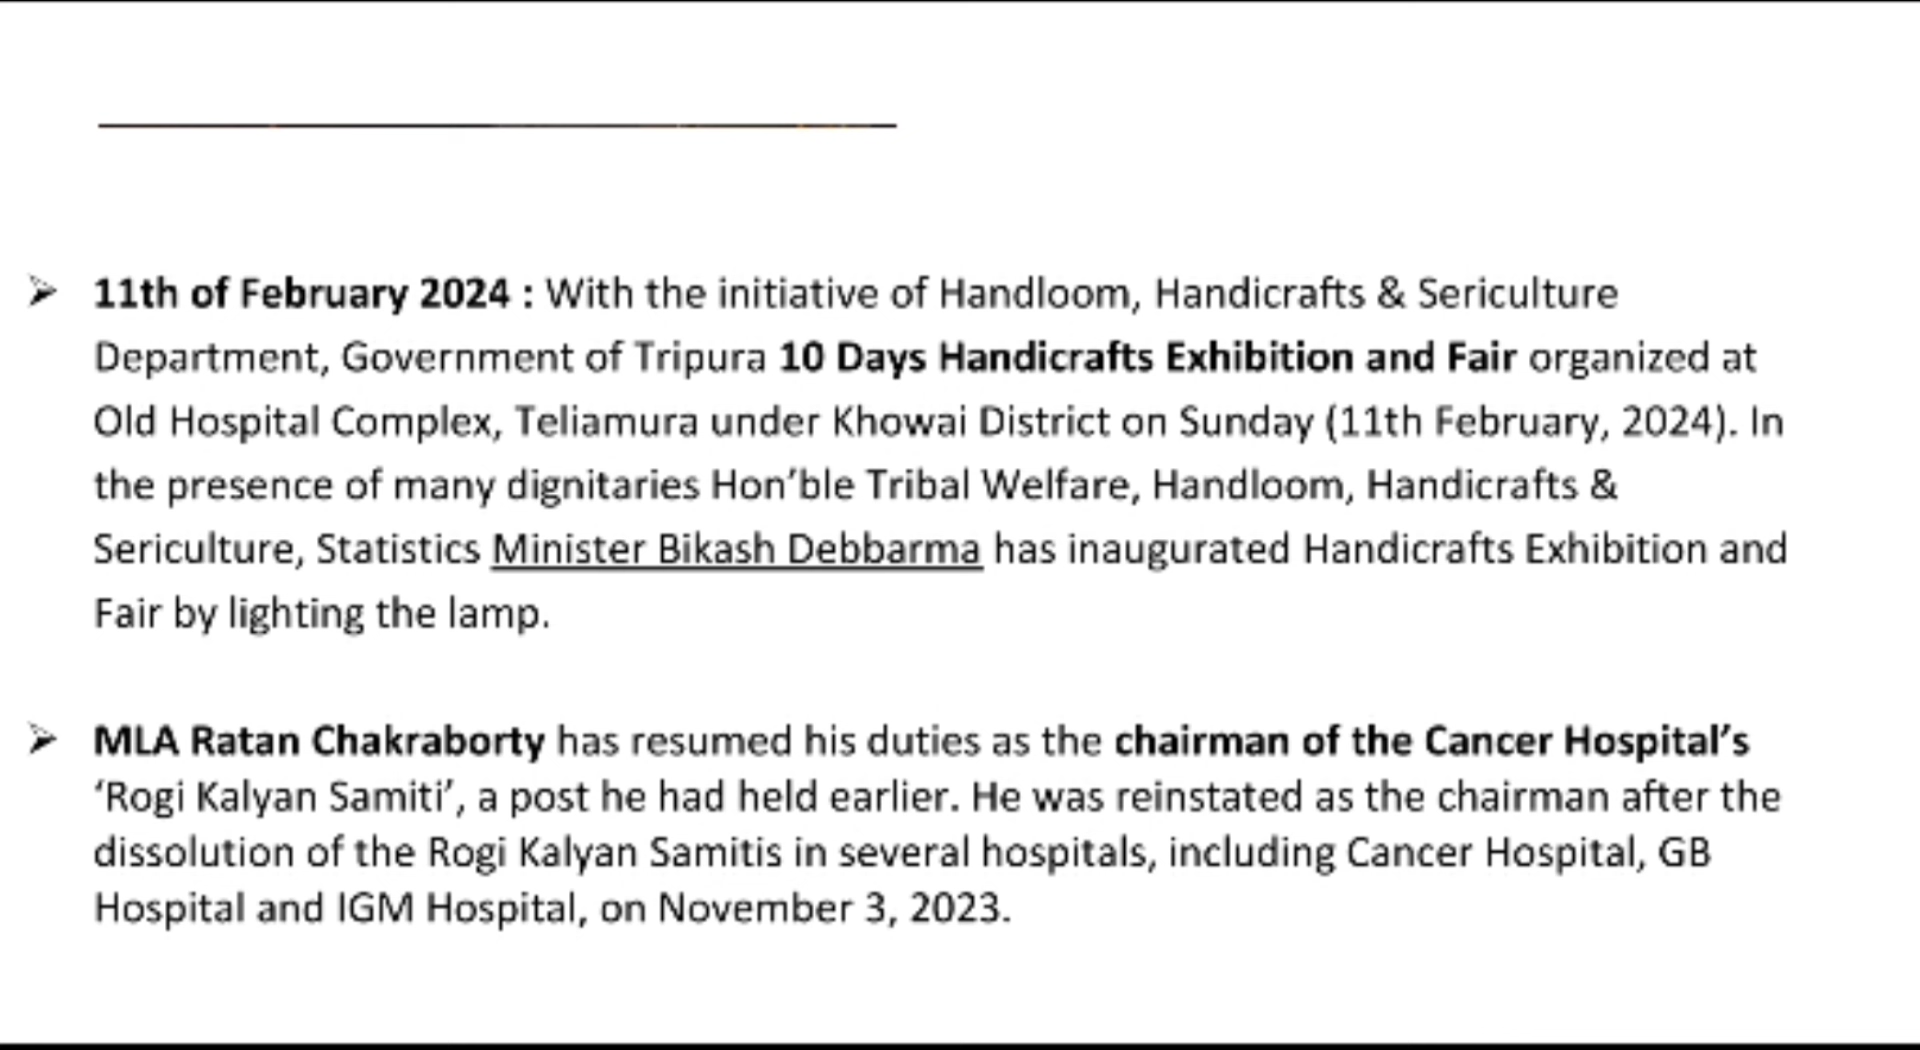 ➢ 11th of February 2024 : With the initiative of Handloom, Handicrafts & Sericulture
Department, Government of Tripura 10 Days Handicrafts Exhibition and Fair organized at
Old Hospital Complex, Teliamura under Khowai District on Sunday (11th February, 2024). In
the presence of many dignitaries Hon’ble Tribal Welfare, Handloom, Handicrafts &
Sericulture, Statistics Minister Bikash Debbarma has inaugurated Handicrafts Exhibition and
Fair by lighting the lamp.
➢ MLA Ratan Chakraborty has resumed his duties as the chairman of the Cancer Hospital’s
‘Rogi Kalyan Samiti’, a post he had held earlier. He was reinstated as the chairman after the
dissolution of the Rogi Kalyan Samitis in several hospitals, including Cancer Hospital, GB
Hospital and IGM Hospital, on November 3, 2023.